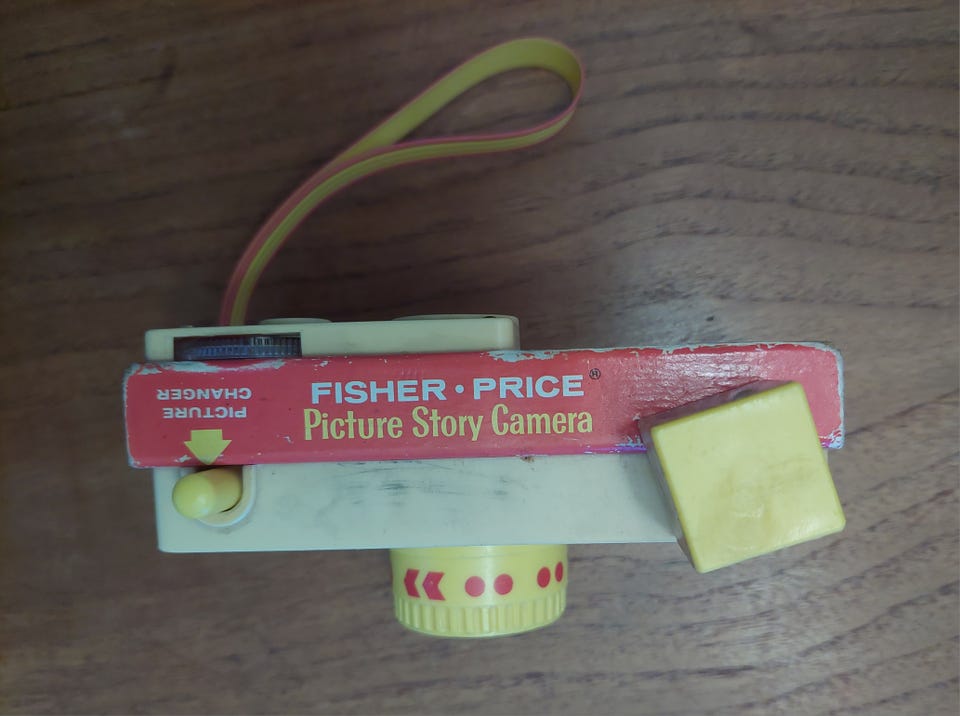 FISHER · PRICE®
Picture Story Camera
PICTURE
CHANGER